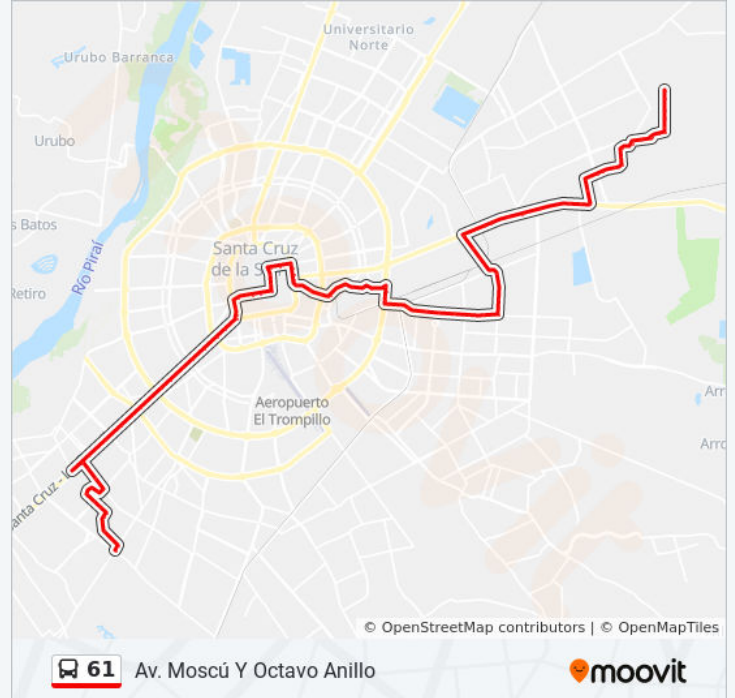 Universitario
Norte
Urubo Barranca
Urubo
s Batos
Santa Cruz
de la S
Río Piraí
Retiro
Aeropuerto
El Trompillo
Arr
Arro
anta Cruz - L
© OpenStreetMap contributors | © OpenMapTiles
61 Av. Moscú Y Octavo Anillo
moovit